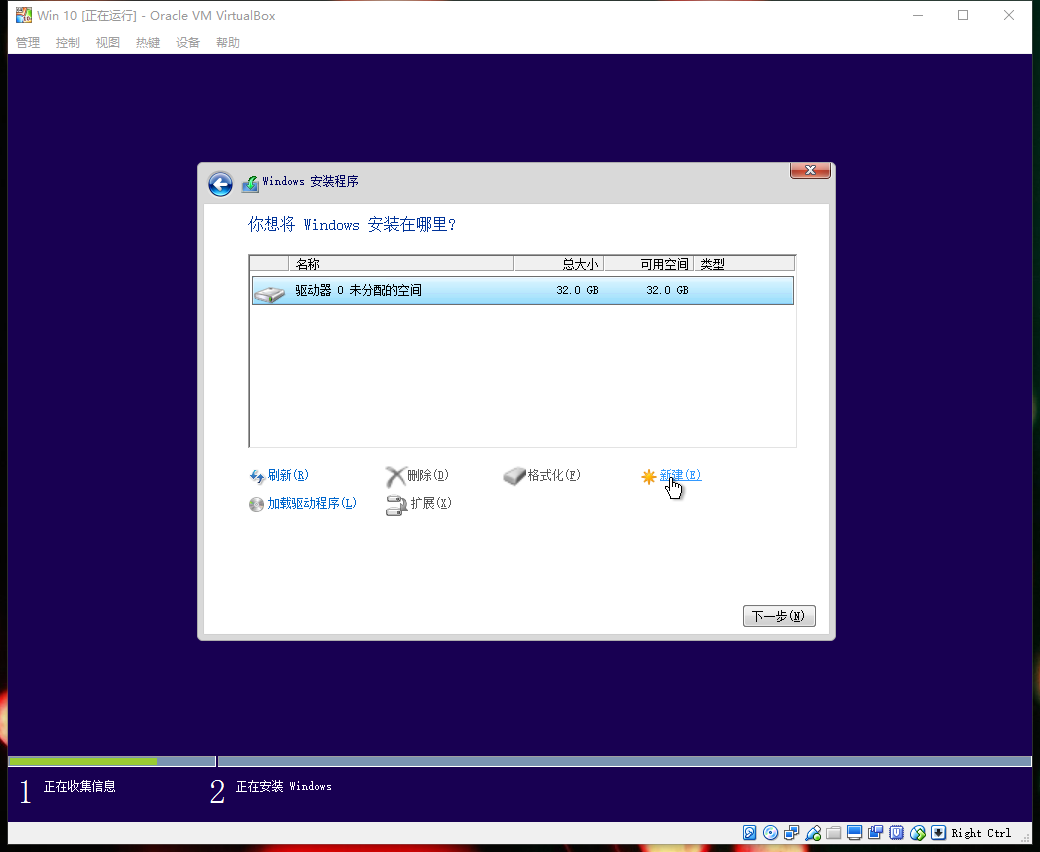 Win 10 [正在运行] - Oracle VM VirtualBox
管理 控制 视图 热键 设备 帮助
Windows 安装程序
你想将 Windows 安装在哪里?
名称 总大小 可用空间 类型
驱动器 0 未分配的空间 32.0 GB 32.0 GB
刷新(R) 删除(D) 格式化(F) 新建(E)
加载驱动程序(L) 扩展(X)
下一步(N)
1 正在收集信息 2 正在安装 Windows
Right Ctrl